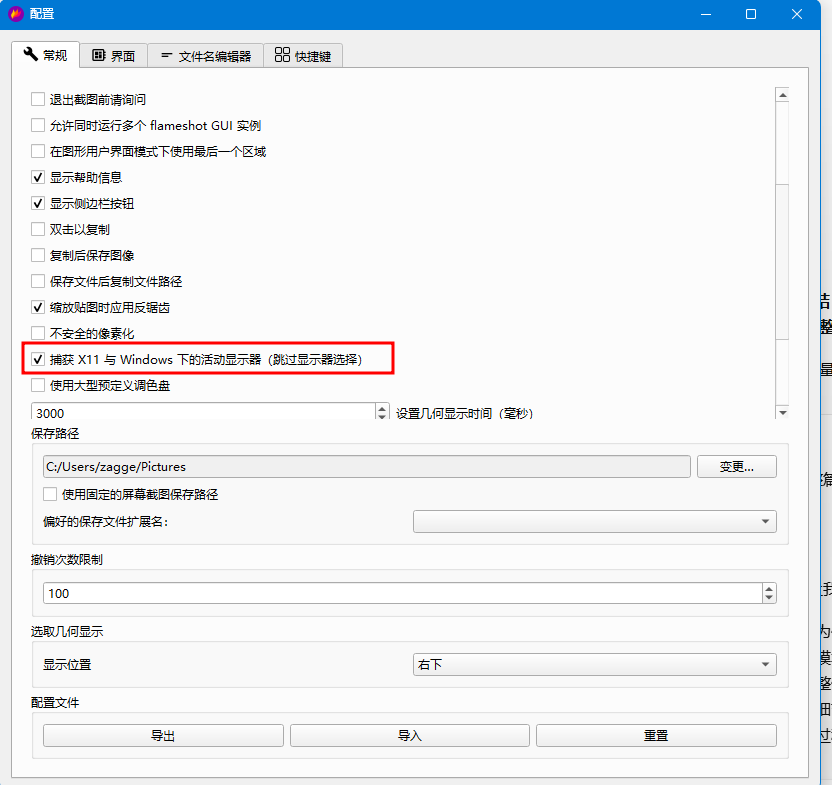 配置
常规 界面 文件名编辑器 快捷键
退出截图前请询问
允许同时运行多个 flameshot GUI 实例
在图形用户界面模式下使用最后一个区域
显示帮助信息
显示侧边栏按钮
双击以复制
复制后保存图像
保存文件后复制文件路径
缩放贴图时应用反锯齿
不安全的像素化
捕获 X11 与 Windows 下的活动显示器（跳过显示器选择）
使用大型预定义调色盘
3000 设置几何显示时间（毫秒）
保存路径
C:/Users/zagge/Pictures 变更...
使用固定的屏幕截图保存路径
偏好的保存文件扩展名：
撤销次数限制
100
选取几何显示
显示位置 右下
配置文件
导出 导入 重置